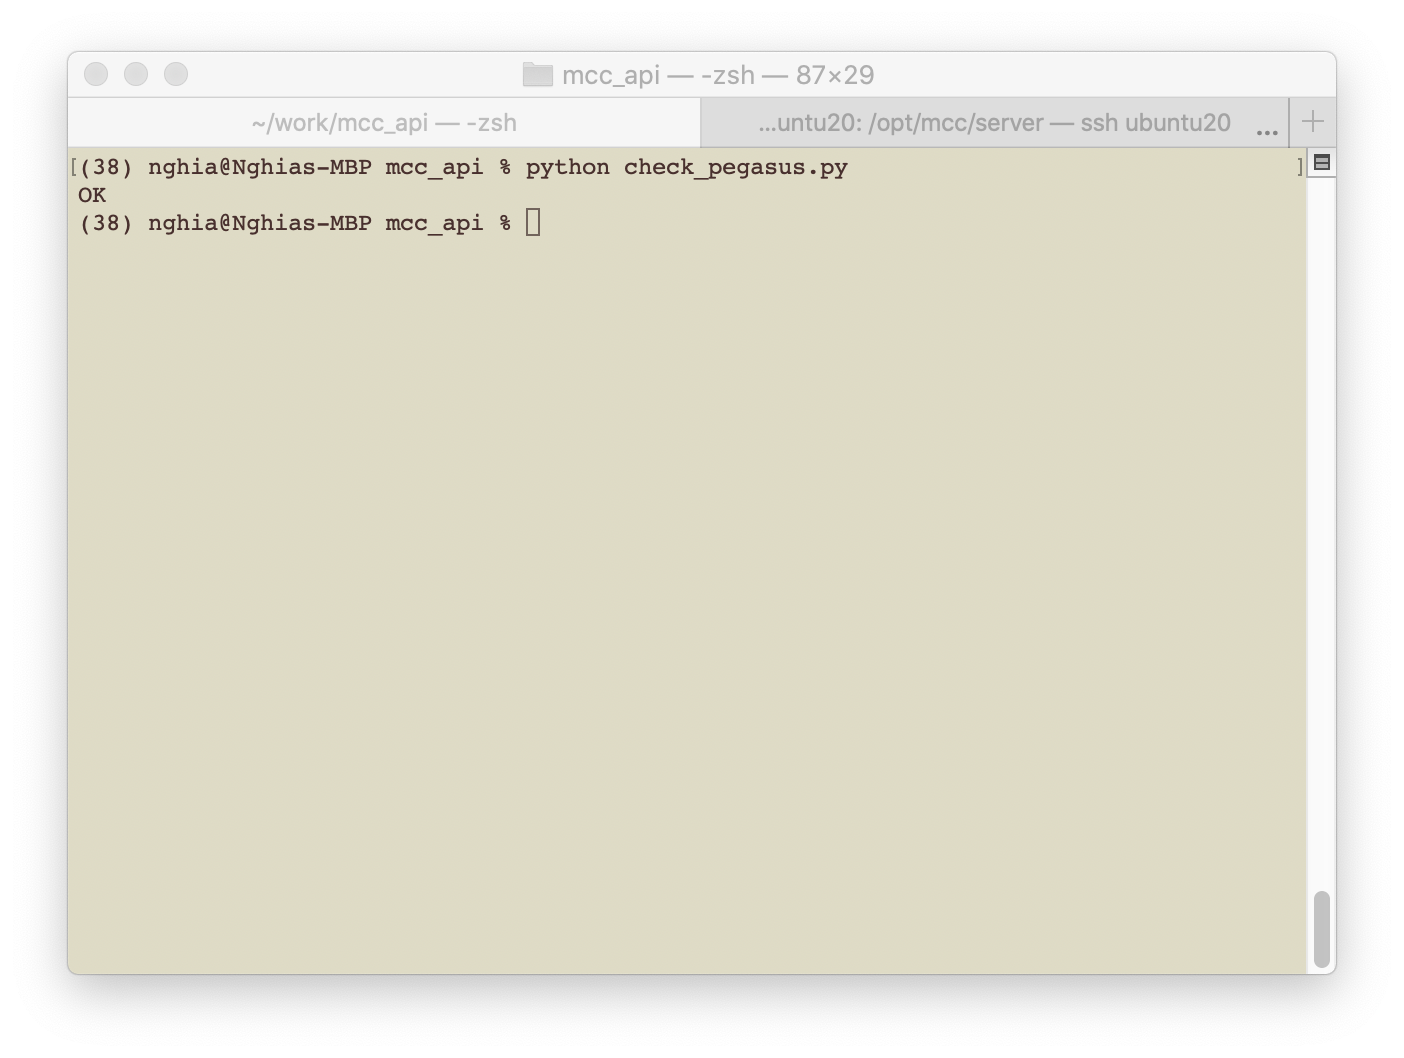 mcc_api — -zsh — 87×29
~/work/mcc_api — -zsh
...untu20: /opt/mcc/server — ssh ubuntu20 ...
[(38) nghia@Nghias-MBP mcc_api % python check_pegasus.py ]
OK
(38) nghia@Nghias-MBP mcc_api %